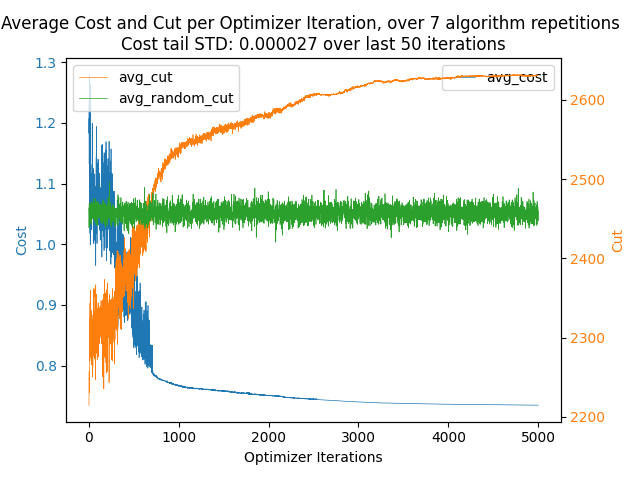 Average Cost and Cut per Optimizer Iteration, over 7 algorithm repetitions
Cost tail STD: 0.000027 over last 50 iterations
avg_cut
avg_random_cut
avg_cost
1.3
1.2
1.1
1.0
0.9
0.8
Cost
2600
2500
2400
2300
2200
Cut
0 1000 2000 3000 4000 5000
Optimizer Iterations